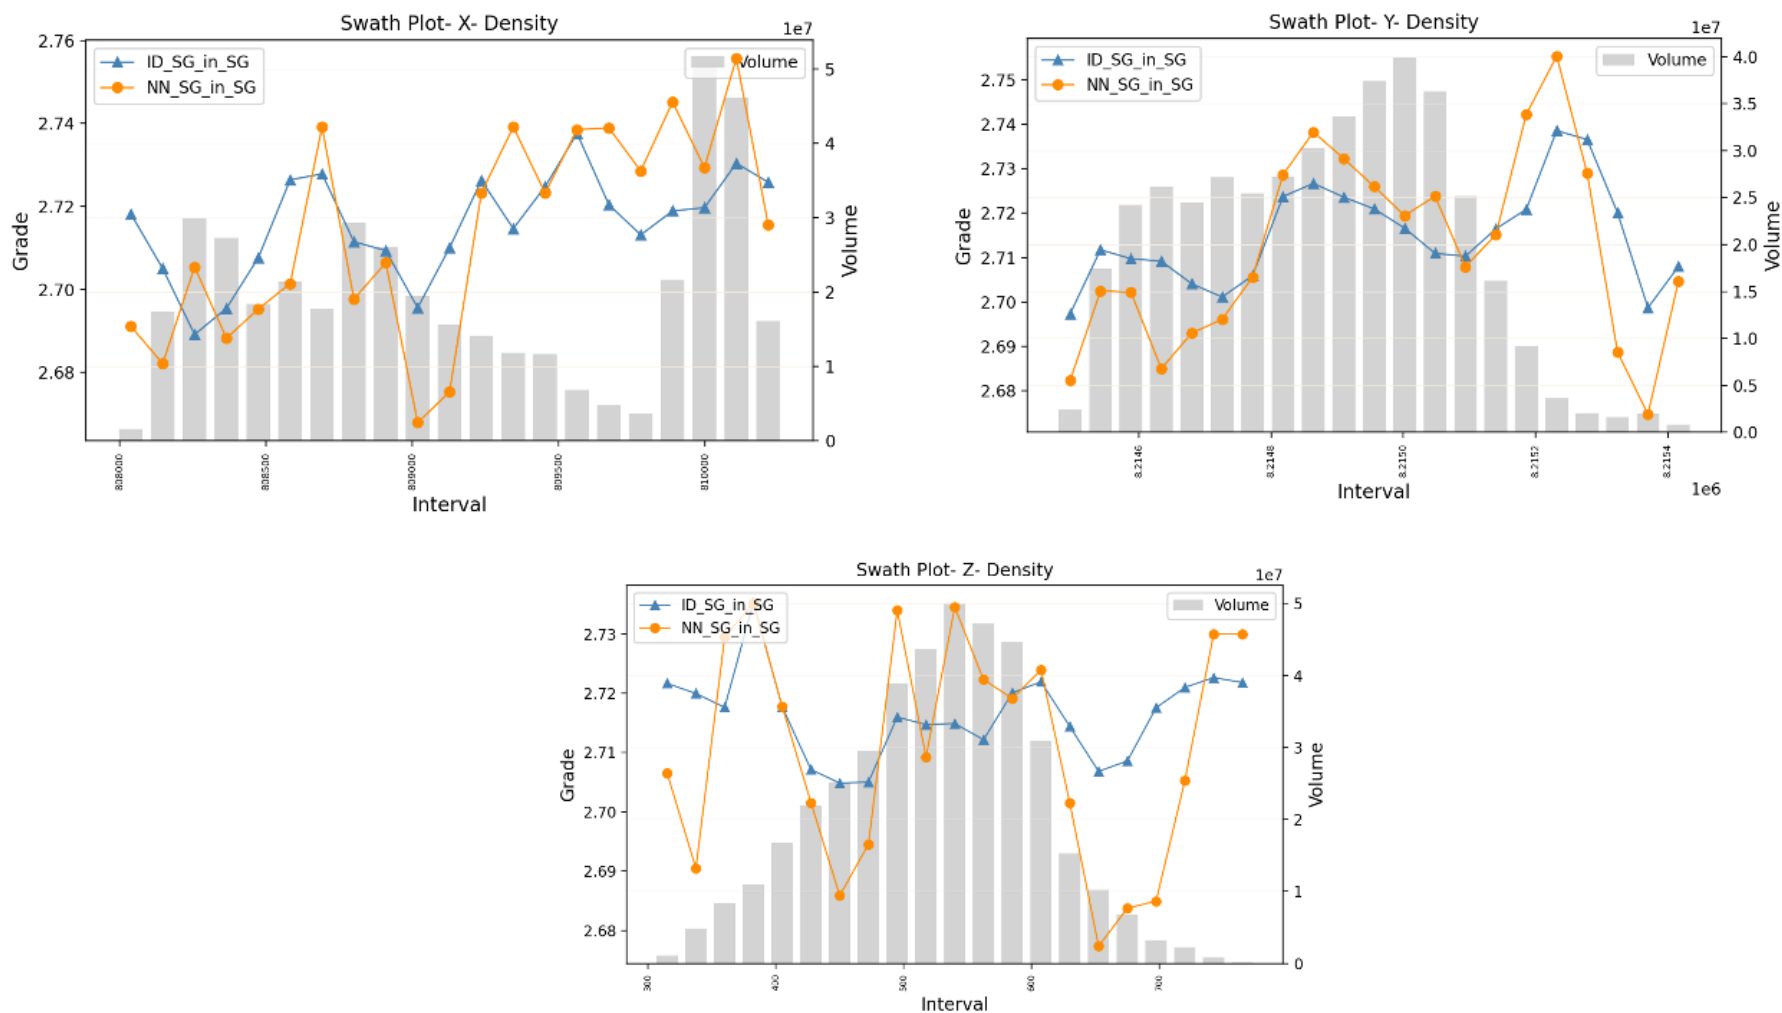 Swath Plot- X- Density
1e7
2.76
2.74
2.72
2.70
2.68
Grade
ID_SG_in_SG
NN_SG_in_SG
Volume
5
4
3
2
1
0
Volume
808000
808500
809000
809500
810000
Interval
Swath Plot- Y- Density
1e7
2.75
2.74
2.73
2.72
2.71
2.70
2.69
2.68
Grade
ID_SG_in_SG
NN_SG_in_SG
Volume
4.0
3.5
3.0
2.5
2.0
1.5
1.0
0.5
0.0
Volume
8.2146
8.2148
8.2150
8.2152
8.2154
1e6
Interval
Swath Plot- Z- Density
1e7
2.73
2.72
2.71
2.70
2.69
2.68
Grade
ID_SG_in_SG
NN_SG_in_SG
Volume
5
4
3
2
1
0
Volume
300
400
500
600
700
Interval